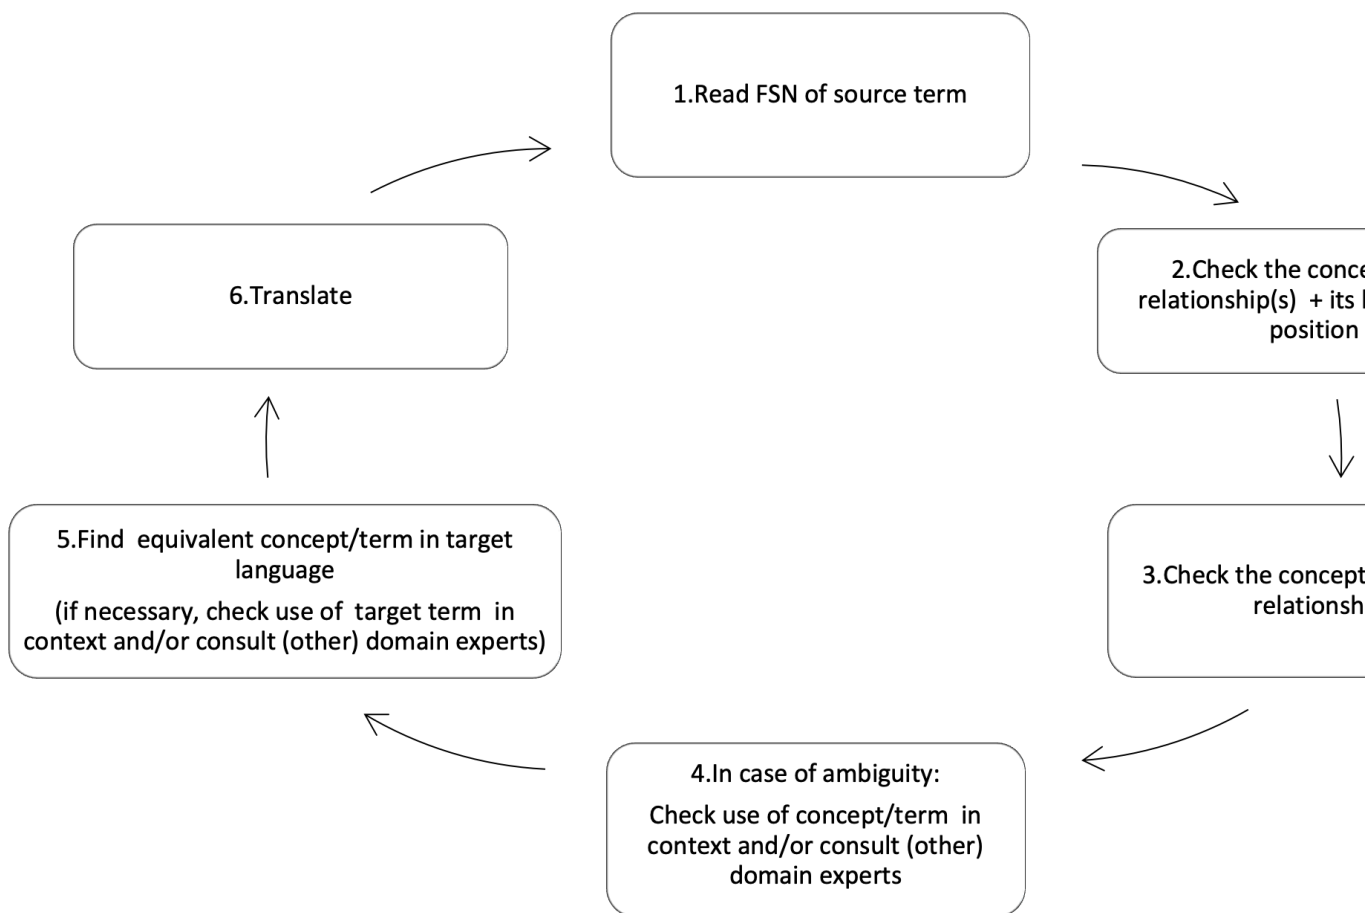 1.Read FSN of source term
2.Check the
relationship(s)  + its
position
3.Check the concept
4.In case of ambiguity:
Check use of concept/term  in
context and/or consult (other)
domain experts
5.Find  equivalent concept/term in target
language
(if necessary, check use of  target term  in
context and/or consult (other) domain experts)
6.Translate